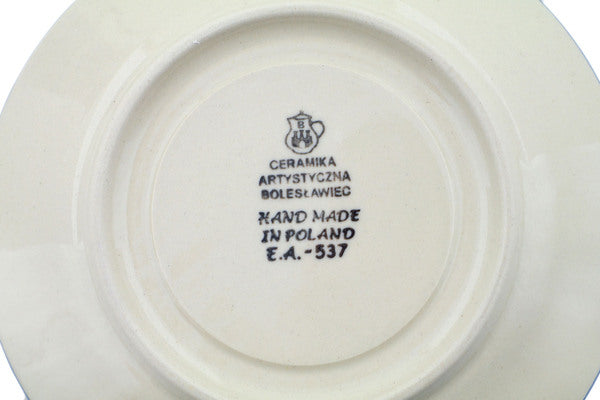 B
CERAMIKA
ARTYSTYCZNA
BOLESŁAWIEC
HAND MADE
IN POLAND
E.A.-537